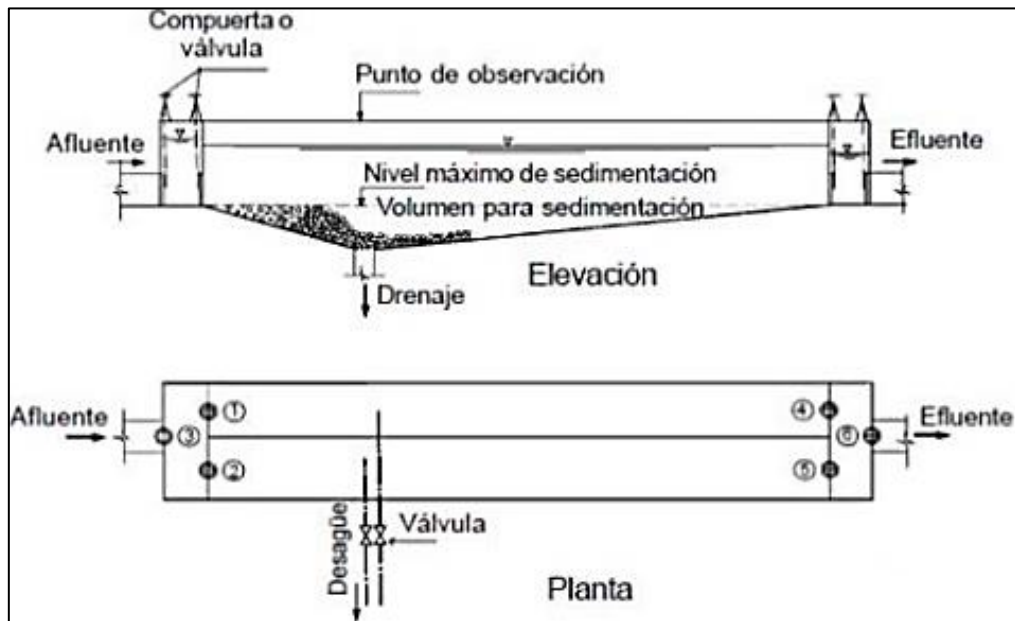 Compuerta o
válvula
Punto de observación
Afluente
Efluente
Nivel máximo de sedimentación
Volumen para sedimentación
Elevación
Drenaje
Afluente
①
④
Efluente
③
⑥
②
⑤
Desagüe
Válvula
Planta